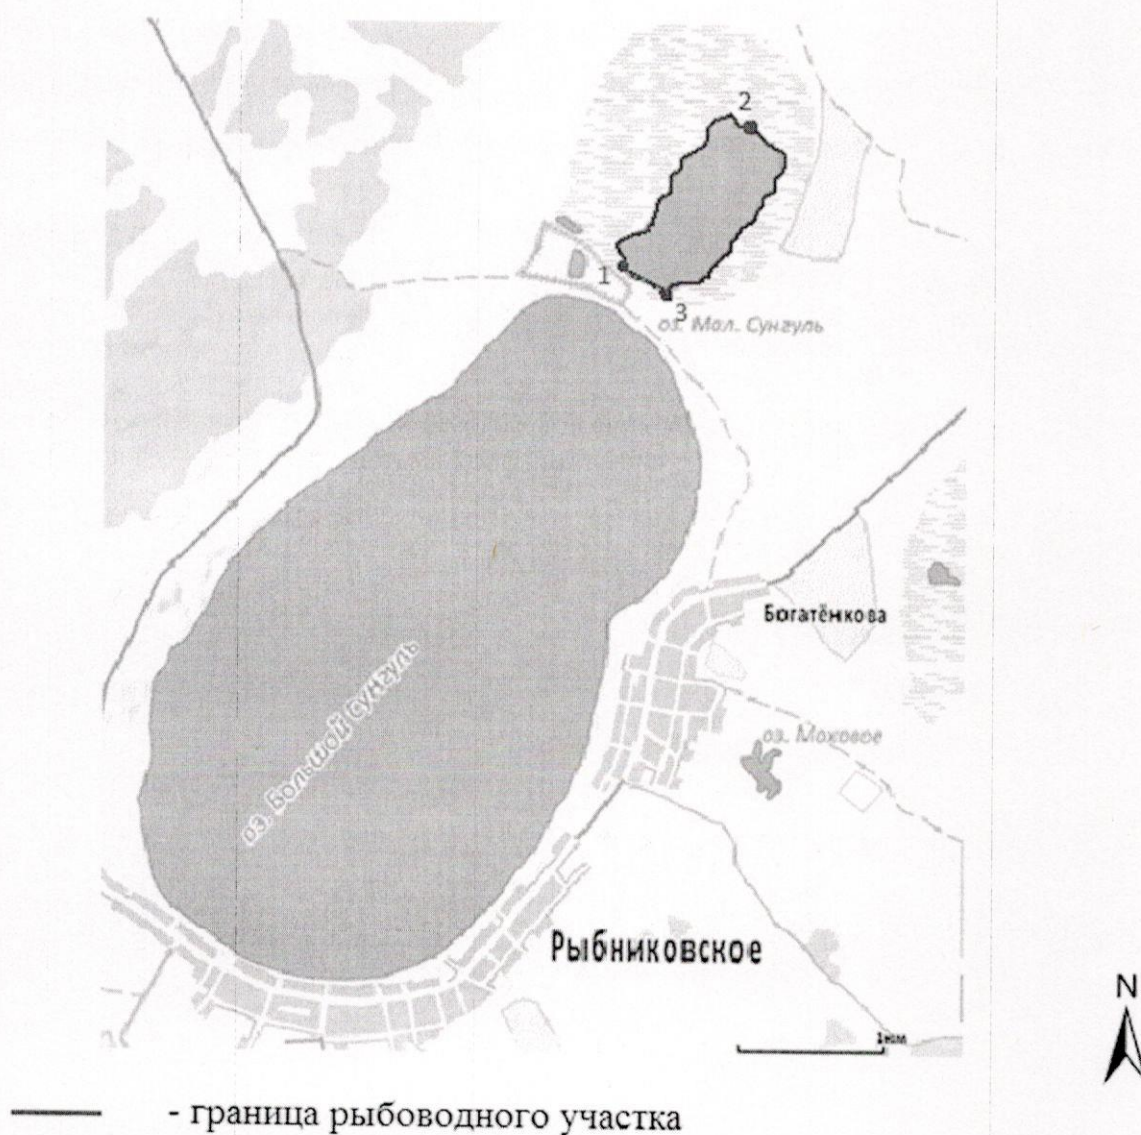 2
1
3
оз. Мал. Сунгуль
Богатёнкова
оз. Моховое
оз. Большой Сунгуль
Рыбниковское
N
1км
- граница рыбоводного участка